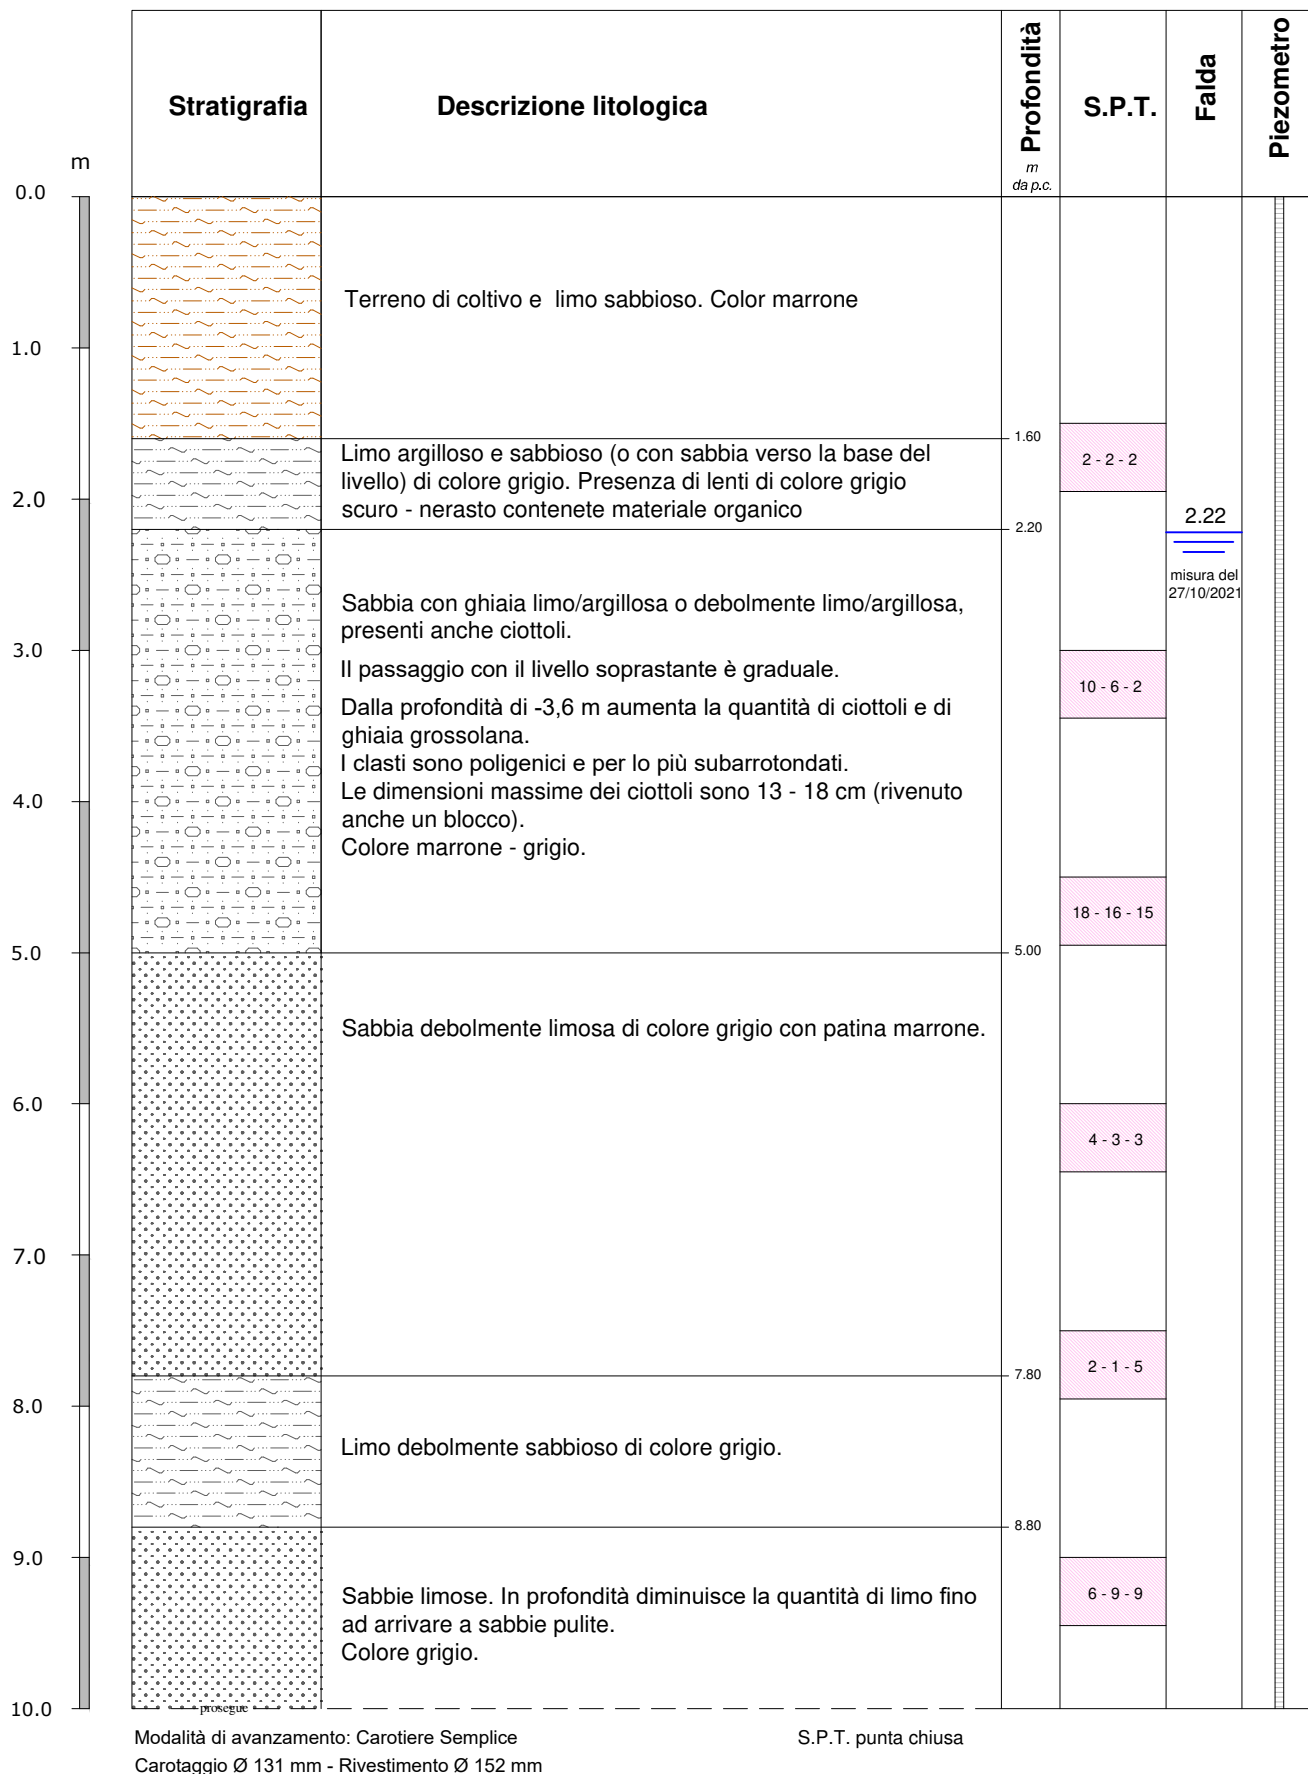 Stratigrafia
Descrizione litologica
Profondità
m
da p.c.
S.P.T.
Falda
Piezometro
m
0.0
Terreno di coltivo e  limo sabbioso. Color marrone
1.0
1.60
Limo argilloso e sabbioso (o con sabbia verso la base del
livello) di colore grigio. Presenza di lenti di colore grigio
scuro - nerasto contenete materiale organico
2 - 2 - 2
2.0
2.20
2.22
misura del
27/10/2021
Sabbia con ghiaia limo/argillosa o debolmente limo/argillosa,
presenti anche ciottoli.
3.0
Il passaggio con il livello soprastante è graduale.
10 - 6 - 2
Dalla profondità di -3,6 m aumenta la quantità di ciottoli e di
ghiaia grossolana.
I clasti sono poligenici e per lo più subarrotondati.
Le dimensioni massime dei ciottoli sono 13 - 18 cm (rivenuto
anche un blocco).
Colore marrone - grigio.
4.0
18 - 16 - 15
5.0
5.00
Sabbia debolmente limosa di colore grigio con patina marrone.
6.0
4 - 3 - 3
7.0
2 - 1 - 5
7.80
8.0
Limo debolmente sabbioso di colore grigio.
8.80
9.0
Sabbie limose. In profondità diminuisce la quantità di limo fino
ad arrivare a sabbie pulite.
Colore grigio.
6 - 9 - 9
10.0
prosegue
Modalità di avanzamento: Carotiere Semplice
S.P.T. punta chiusa
Carotaggio Ø 131 mm - Rivestimento Ø 152 mm